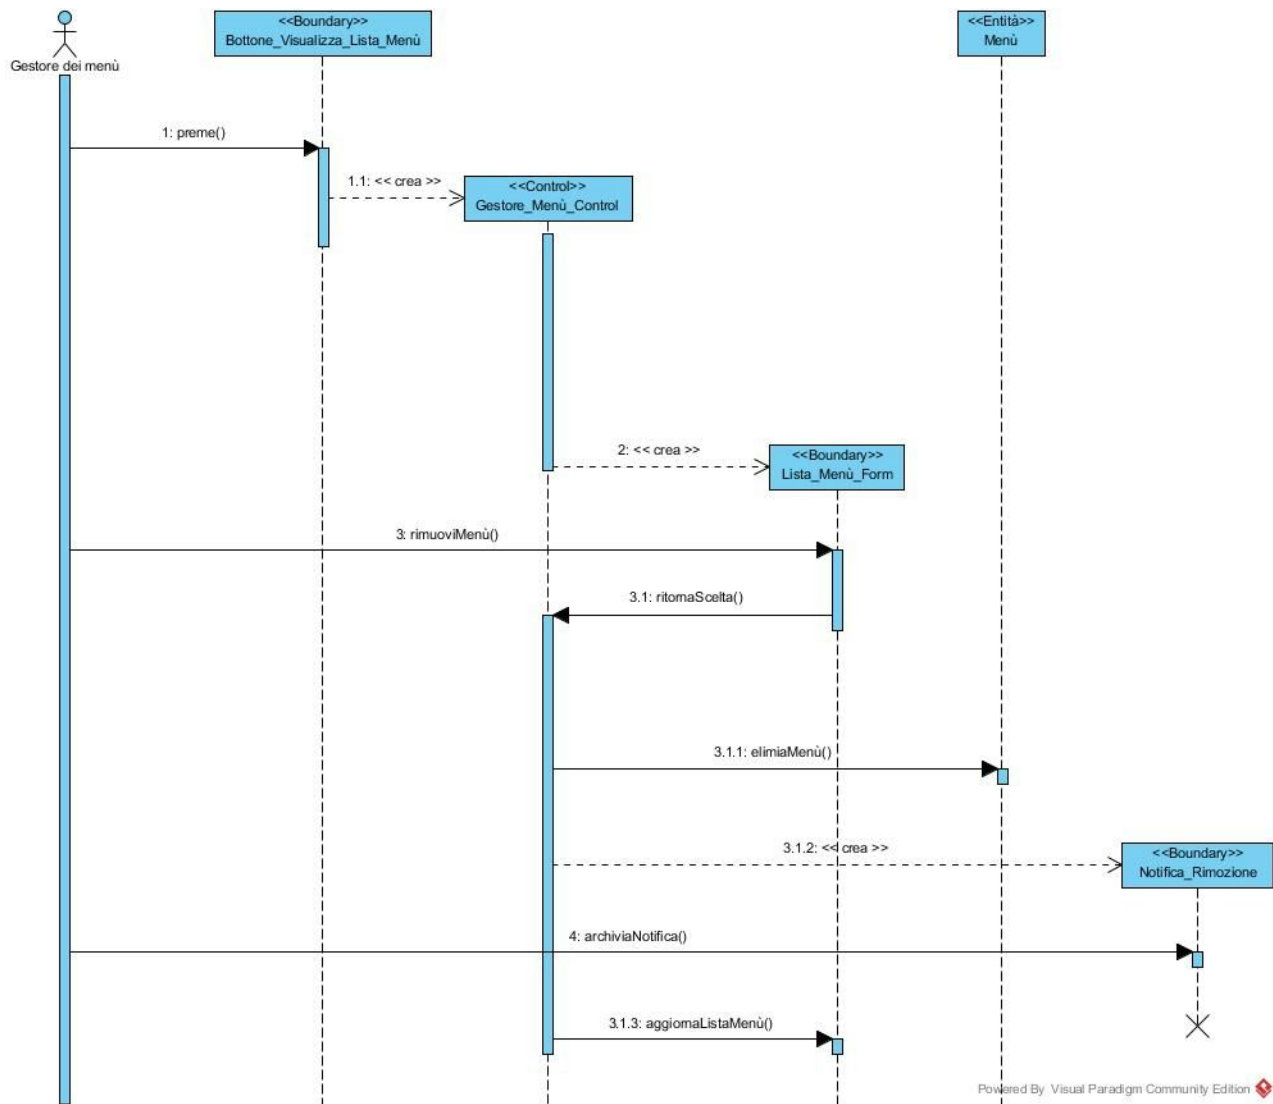 <<Boundary>>
Bottone_Visualizza_Lista_Menù
<<Entità>>
Menù
Gestore dei menù
1: preme()
1.1: << crea >>
<<Control>>
Gestore_Menù_Control
2: << crea >>
<<Boundary>>
Lista_Menù_Form
3: rimuoviMenù()
3.1: ritornaScelta()
3.1.1: elimiaMenù()
3.1.2: << crea >>
<<Boundary>>
Notifica_Rimozione
4: archiviaNotifica()
3.1.3: aggiornaListaMenù()
Powered By Visual Paradigm Community Edition